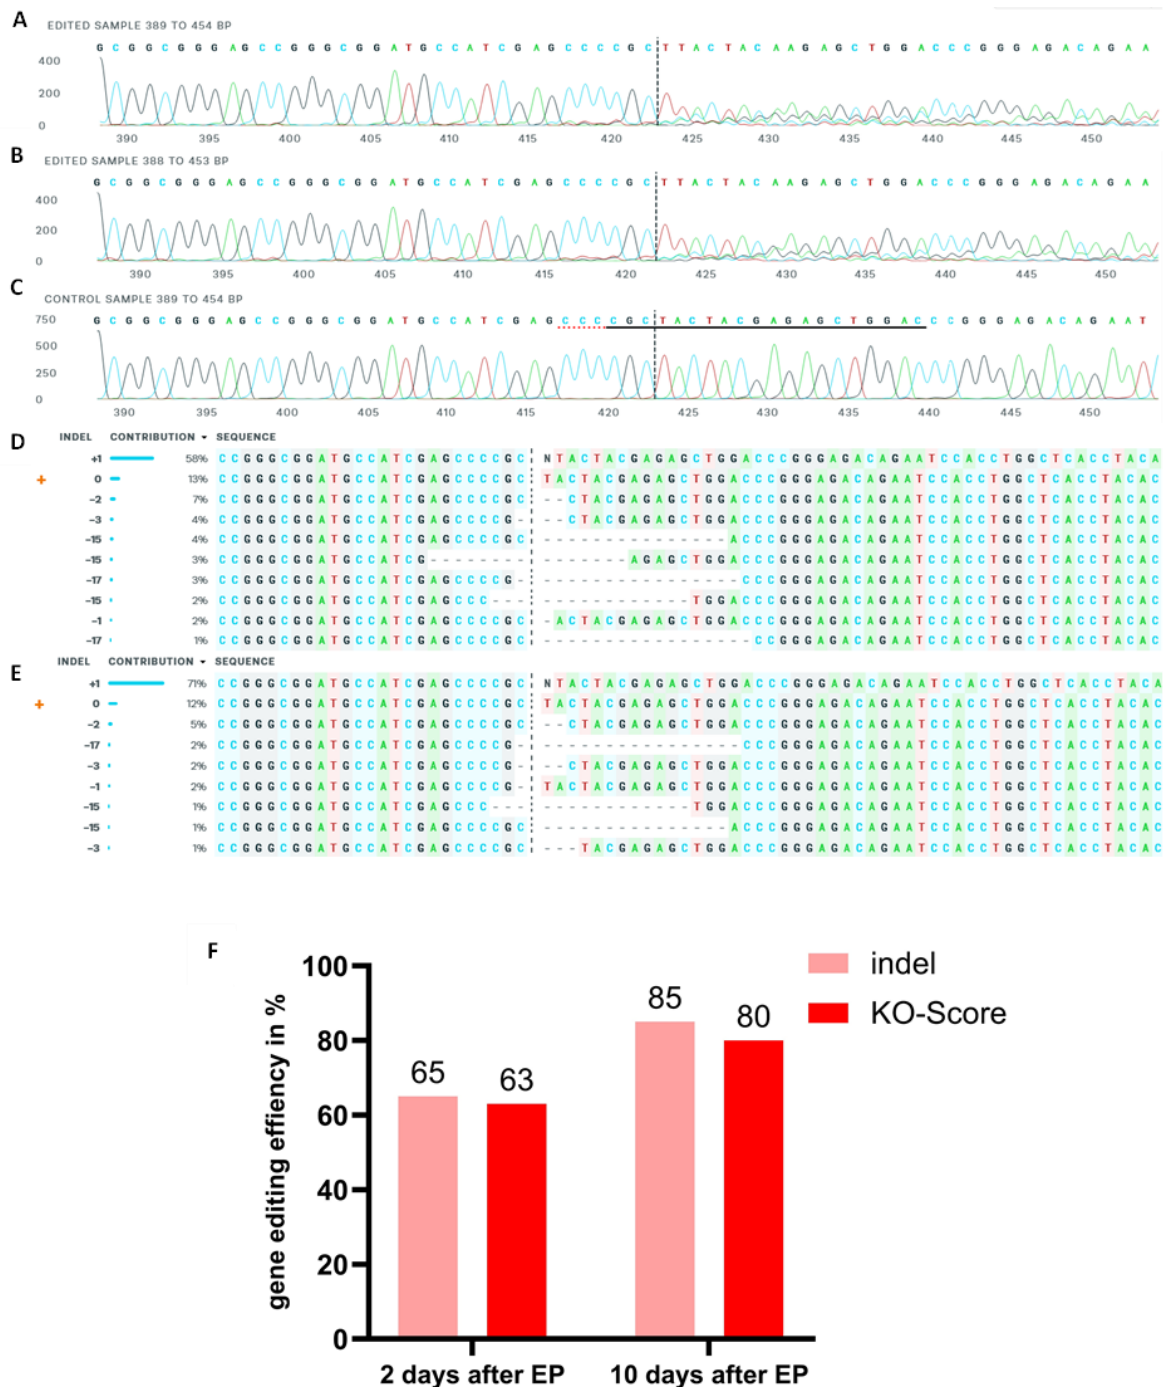 A
EDITED SAMPLE 389 TO 454 BP
G C G G C G G G A G C C G G G C G G A T G C C A T C G A G C C C C G C T T A C T A C A A G A G C T G G A C C C G G G A G A C A G A A
400
200
0
390 395 400 405 410 415 420 425 430 435 440 445 450
B
EDITED SAMPLE 388 TO 453 BP
G C G G C G G G A G C C G G G C G G A T G C C A T C G A G C C C C G C T T A C T A C A A G A G C T G G A C C C G G G A G A C A G A A
400
200
0
390 395 400 405 410 415 420 425 430 435 440 445 450
C
CONTROL SAMPLE 389 TO 454 BP
750
G C G G C G G G A G C C G G G C G G A T G C C A T C G A G C C C C G C T A C T A C G A G A G C T G G A C C C G G G A G A C A G A A T
500
250
0
390 395 400 405 410 415 420 425 430 435 440 445 450
D
INDEL CONTRIBUTION SEQUENCE
+1 58% C C G G G C G G A T G C C A T C G A G C C C C G C N T A C T A C G A G A G C T G G A C C C G G G A G A C A G A A T C C A C C T G G C T C A C C T A C A
+ 0 13% C C G G G C G G A T G C C A T C G A G C C C C G C T A C T A C G A G A G C T G G A C C C G G G A G A C A G A A T C C A C C T G G C T C A C C T A C A C
-2 7% C C G G G C G G A T G C C A T C G A G C C C C G C - - C T A C G A G A G C T G G A C C C G G G A G A C A G A A T C C A C C T G G C T C A C C T A C A C
-3 4% C C G G G C G G A T G C C A T C G A G C C C C G - - - C T A C G A G A G C T G G A C C C G G G A G A C A G A A T C C A C C T G G C T C A C C T A C A C
-15 4% C C G G G C G G A T G C C A T C G A G C C C C G C - - - - - - - - - - - - - - - A C C C G G G A G A C A G A A T C C A C C T G G C T C A C C T A C A C
-15 3% C C G G G C G G A T G C C A T C G - - - - - - - - - - - - - - - A G A G C T G G A C C C G G G A G A C A G A A T C C A C C T G G C T C A C C T A C A C
-17 3% C C G G G C G G A T G C C A T C G A G C C C C G - - - - - - - - - - - - - - - - - C C C G G G A G A C A G A A T C C A C C T G G C T C A C C T A C A C
-15 2% C C G G G C G G A T G C C A T C G A G C C C - - - - - - - - - - - - - - - T G G A C C C G G G A G A C A G A A T C C A C C T G G C T C A C C T A C A C
-1 2% C C G G G C G G A T G C C A T C G A G C C C C G C - A C T A C G A G A G C T G G A C C C G G G A G A C A G A A T C C A C C T G G C T C A C C T A C A C
-17 1% C C G G G C G G A T G C C A T C G A G C C C C G C - - - - - - - - - - - - - - - - - C C G G G A G A C A G A A T C C A C C T G G C T C A C C T A C A C
E
INDEL CONTRIBUTION SEQUENCE
+1 71% C C G G G C G G A T G C C A T C G A G C C C C G C N T A C T A C G A G A G C T G G A C C C G G G A G A C A G A A T C C A C C T G G C T C A C C T A C A
+ 0 12% C C G G G C G G A T G C C A T C G A G C C C C G C T A C T A C G A G A G C T G G A C C C G G G A G A C A G A A T C C A C C T G G C T C A C C T A C A C
-2 5% C C G G G C G G A T G C C A T C G A G C C C C G C - - C T A C G A G A G C T G G A C C C G G G A G A C A G A A T C C A C C T G G C T C A C C T A C A C
-17 2% C C G G G C G G A T G C C A T C G A G C C C C G - - - - - - - - - - - - - - - - - C C C G G G A G A C A G A A T C C A C C T G G C T C A C C T A C A C
-3 2% C C G G G C G G A T G C C A T C G A G C C C C G - - - C T A C G A G A G C T G G A C C C G G G A G A C A G A A T C C A C C T G G C T C A C C T A C A C
-1 2% C C G G G C G G A T G C C A T C G A G C C C C G - T A C T A C G A G A G C T G G A C C C G G G A G A C A G A A T C C A C C T G G C T C A C C T A C A C
-15 1% C C G G G C G G A T G C C A T C G A G C C C - - - - - - - - - - - - - - - T G G A C C C G G G A G A C A G A A T C C A C C T G G C T C A C C T A C A C
-15 1% C C G G G C G G A T G C C A T C G A G C C C C G C - - - - - - - - - - - - - - - A C C C G G G A G A C A G A A T C C A C C T G G C T C A C C T A C A C
-3 1% C C G G G C G G A T G C C A T C G A G C C C C G C - - - T A C G A G A G C T G G A C C C G G G A G A C A G A A T C C A C C T G G C T C A C C T A C A C
F
gene editing effiency in %
100
80
60
40
20
0
65
63
85
80
indel
KO-Score
2 days after EP
10 days after EP